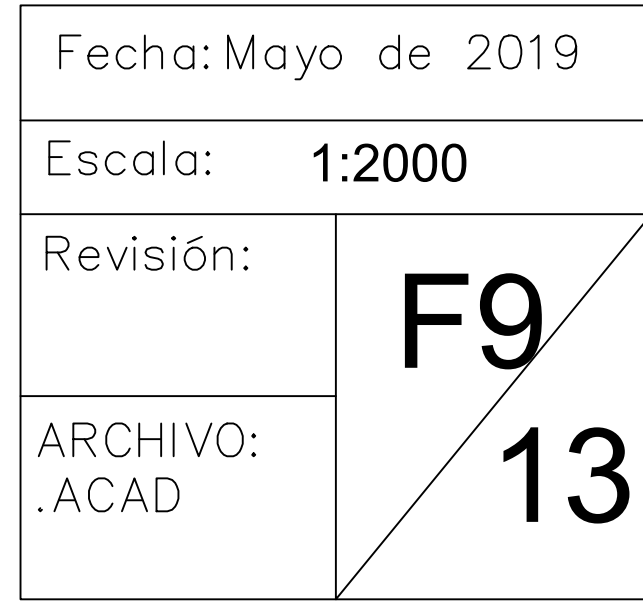 Fecha: Mayo de 2019
Escala: 1:2000
Revisión:
F9
ARCHIVO:
.ACAD
13